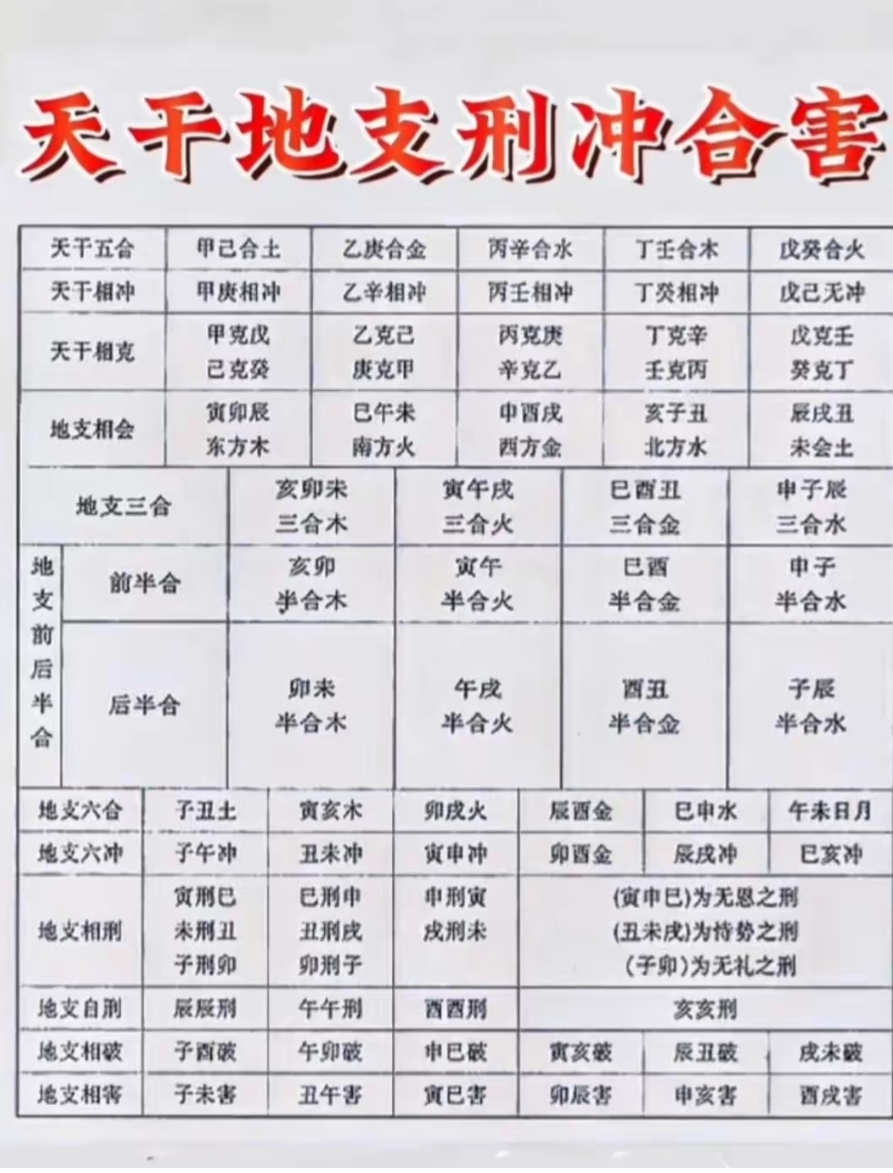 天干地支刑冲合害
天干五合 甲己合土 乙庚合金 丙辛合水 丁壬合木 戊癸合火
天干相冲 甲庚相冲 乙辛相冲 丙壬相冲 丁癸相冲 戊己无冲
天干相克 甲克戊 乙克己 丙克庚 丁克辛 戊克壬
己克癸 庚克甲 辛克乙 壬克丙 癸克丁
地支相会 寅卯辰 巳午未 申酉戌 亥子丑 辰戌丑
东方木 南方火 西方金 北方水 未会土
地支三合 亥卯未 寅午戌 巳酉丑 申子辰
三合木 三合火 三合金 三合水
地支前后半合
前半合 亥卯 寅午 巳酉 申子
半合木 半合火 半合金 半合水
后半合 卯未 午戌 酉丑 子辰
半合木 半合火 半合金 半合水
地支六合 子丑土 寅亥木 卯戌火 辰酉金 巳申水 午未日月
地支六冲 子午冲 丑未冲 寅申冲 卯酉金 辰戌冲 巳亥冲
地支相刑 寅刑巳 巳刑申 申刑寅 (寅申巳)为无恩之刑
未刑丑 丑刑戌 戌刑未 (丑未戌)为恃势之刑
子刑卯 卯刑子 (子卯)为无礼之刑
地支自刑 辰辰刑 午午刑 酉酉刑 亥亥刑
地支相破 子酉破 午卯破 申巳破 寅亥破 辰丑破 戌未破
地支相害 子未害 丑午害 寅巳害 卯辰害 申亥害 酉戌害